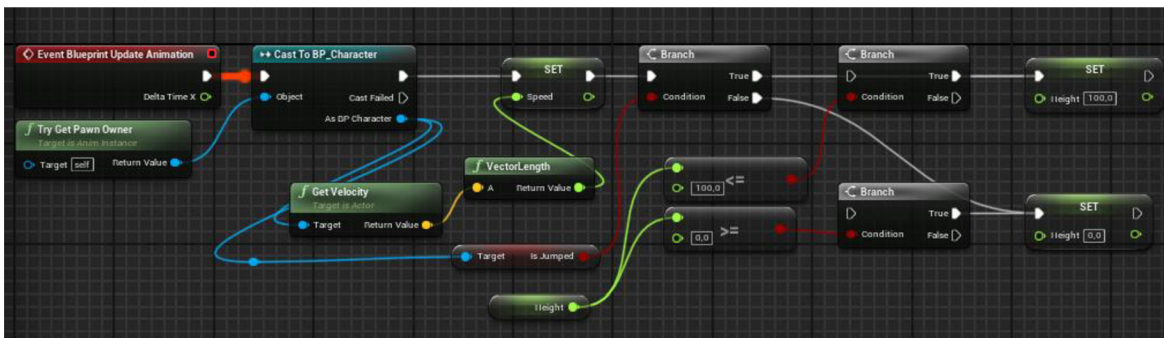 Event Blueprint Update Animation
Delta Time X
Try Get Pawn Owner
Target is Anim Instance
Target self Return Value
Cast To BP_Character
Object Cast Failed
As BP Character
Get Velocity
Target is Actor
Target Return Value
VectorLength
A Return Value
SET
Speed
Target Is Jumped
Height
Branch
True
Condition False
100,0 <=
0,0 >=
Branch
True
Condition False
Branch
True
Condition False
SET
Height 100,0
SET
Height 0,0